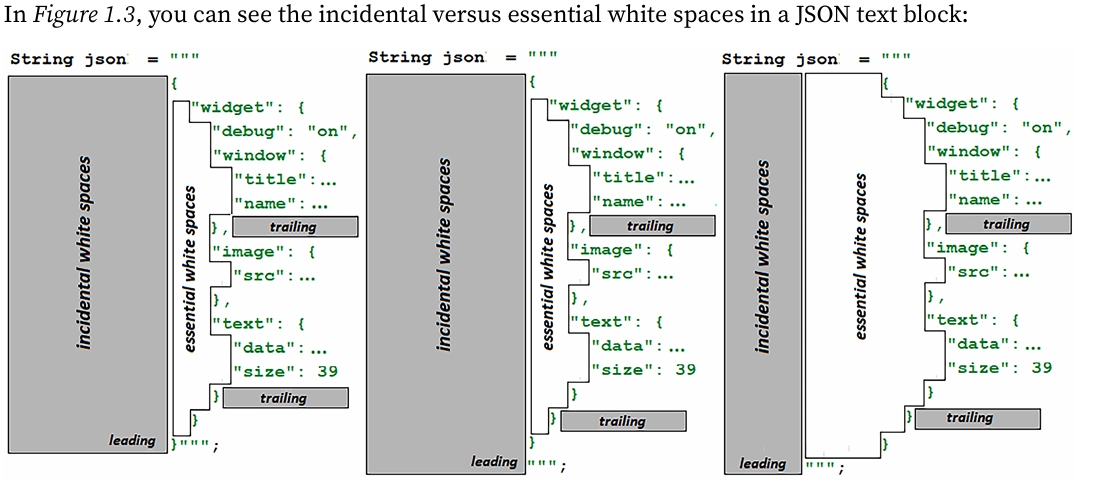 In Figure 1.3, you can see the incidental versus essential white spaces in a JSON text block:
String json = """
{
"widget": {
"debug": "on",
"window": {
"title":...
"name": ...
},
trailing
"image": {
"src": ...
},
"text": {
"data": ...
"size": 39
}
trailing
}
}""";
incidental white spaces
essential white spaces
leading
String json = """
{
"widget": {
"debug": "on",
"window": {
"title":...
"name": ...
},
trailing
"image": {
"src": ...
},
"text": {
"data": ...
"size": 39
}
}
trailing
}
""";
incidental white spaces
essential white spaces
leading
String json = """
{
"widget": {
"debug": "on",
"window": {
"title":...
"name": ...
},
trailing
"image": {
"src": ...
},
"text": {
"data": ...
"size": 39
}
}
trailing
}
""";
incidental white spaces
essential white spaces
leading